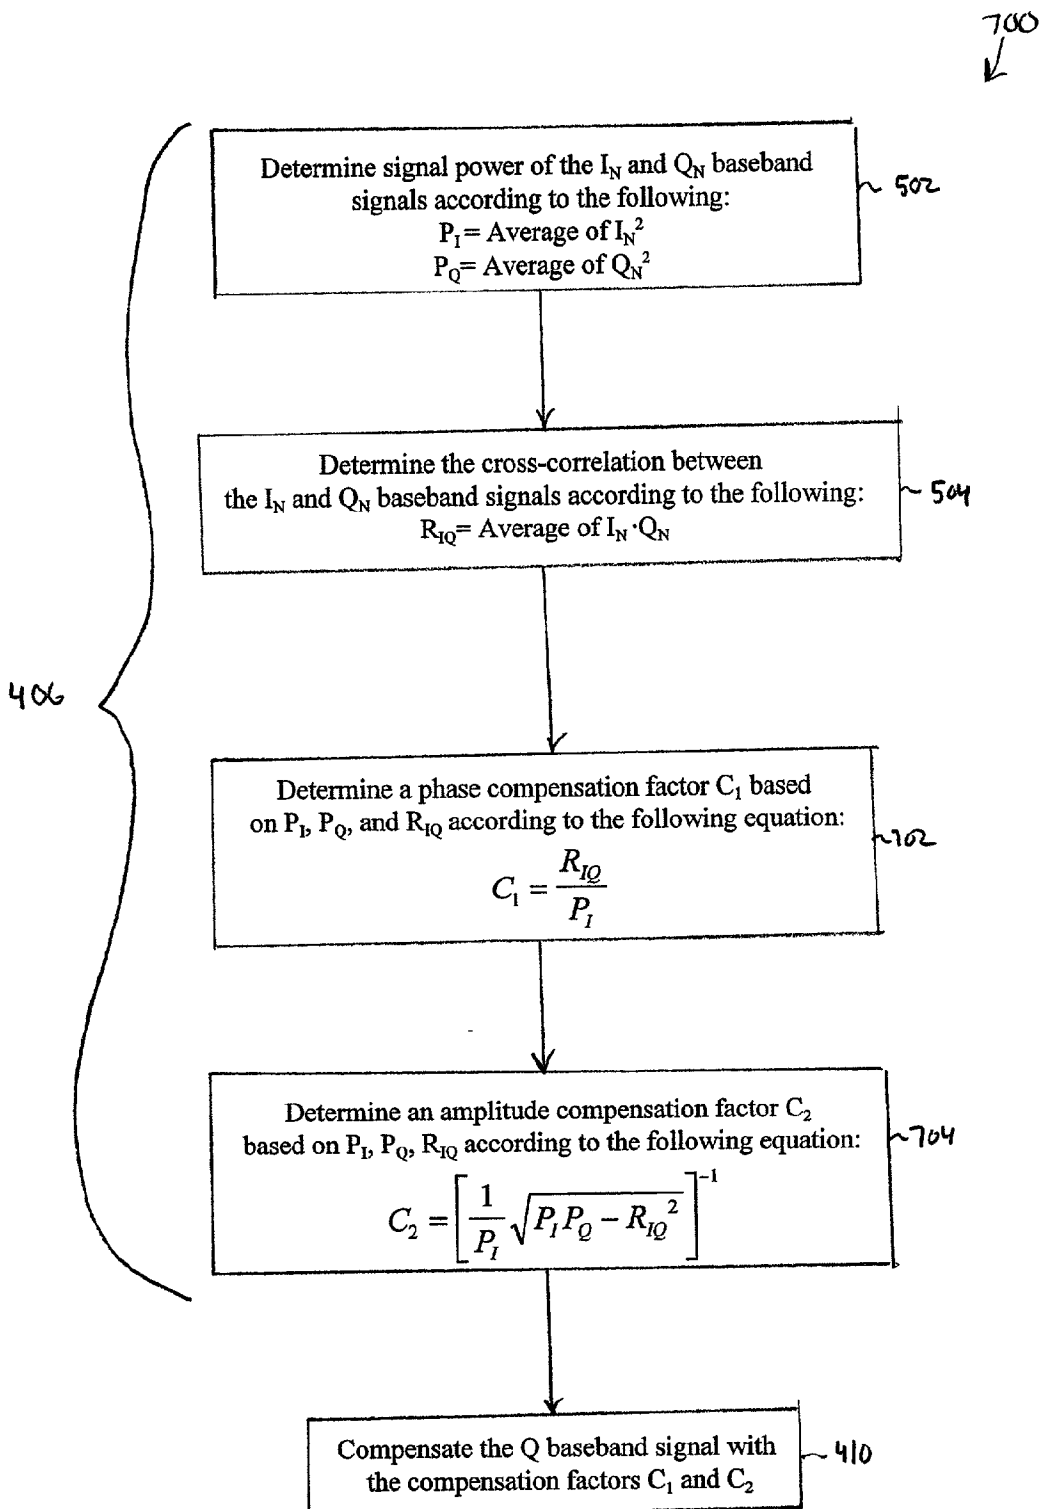 700
Determine signal power of the I_N and Q_N baseband
signals according to the following:
P_I= Average of I_N^2
P_Q= Average of Q_N^2
502
Determine the cross-correlation between
the I_N and Q_N baseband signals according to the following:
R_IQ= Average of I_N·Q_N
504
406
Determine a phase compensation factor C_1 based
on P_I, P_Q, and R_IQ according to the following equation:
C_1 = R_IQ / P_I
702
Determine an amplitude compensation factor C_2
based on P_I, P_Q, R_IQ according to the following equation:
C_2 = [ 1/P_I √(P_I P_Q − R_IQ^2) ]^−1
704
Compensate the Q baseband signal with
the compensation factors C_1 and C_2
410